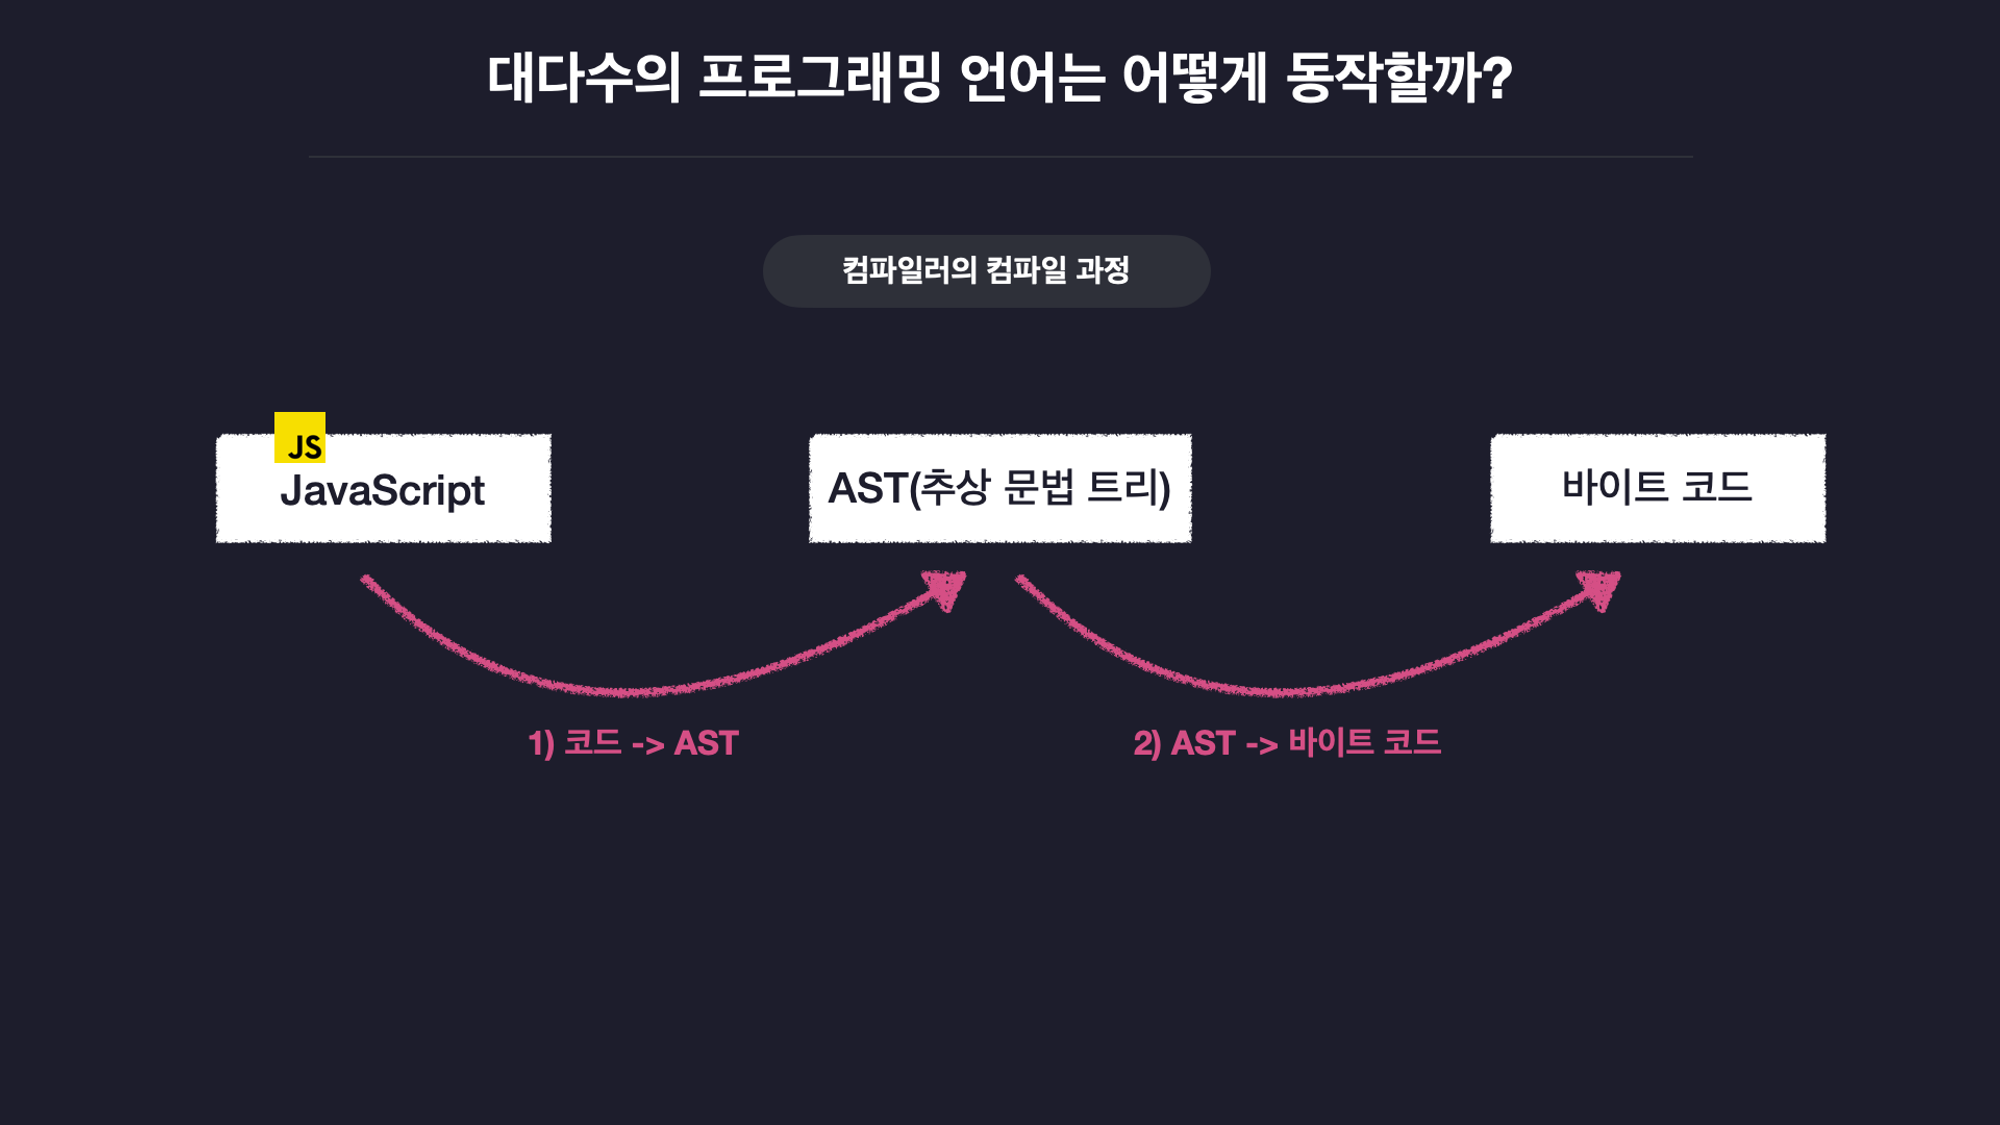 대다수의 프로그래밍 언어는 어떻게 동작할까?
컴파일러의 컴파일 과정
JS
JavaScript
AST(추상 문법 트리)
바이트 코드
1) 코드 -> AST
2) AST -> 바이트 코드